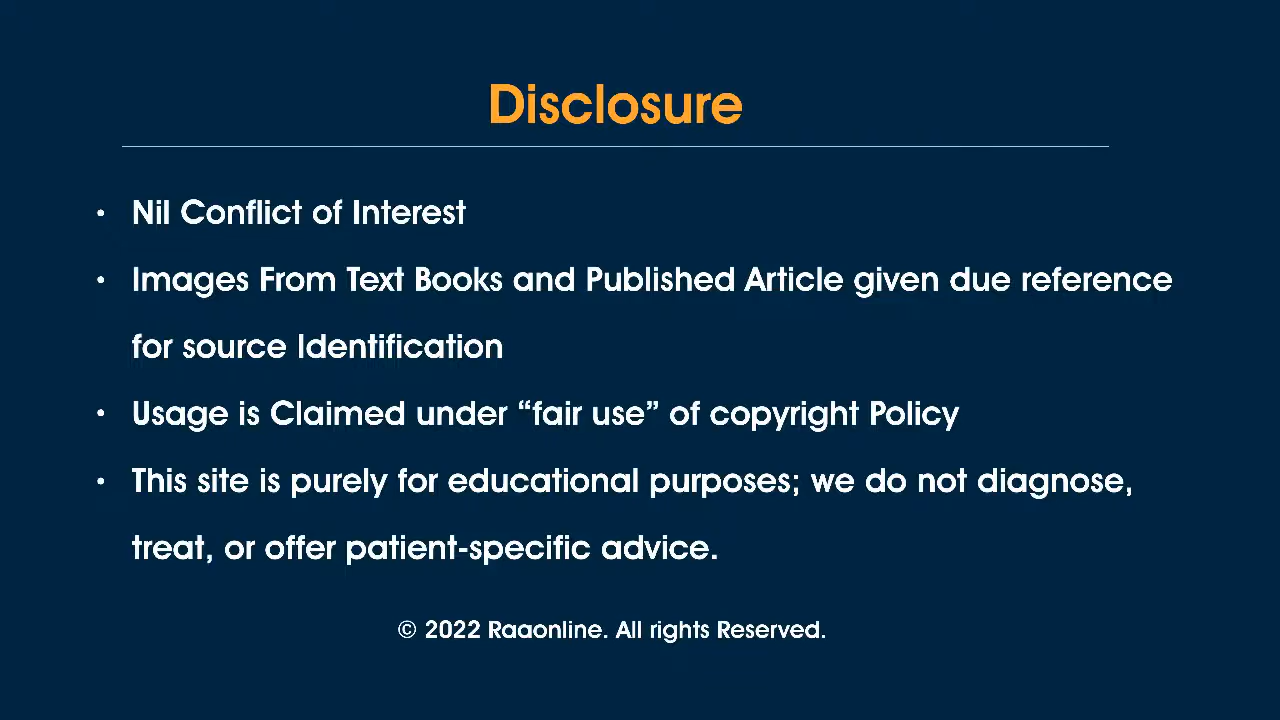 Disclosure
• Nil Conflict of Interest
• Images From Text Books and Published Article given due reference
for source Identification
• Usage is Claimed under “fair use” of copyright Policy
• This site is purely for educational purposes; we do not diagnose,
treat, or offer patient-specific advice.
© 2022 Raaonline. All rights Reserved.